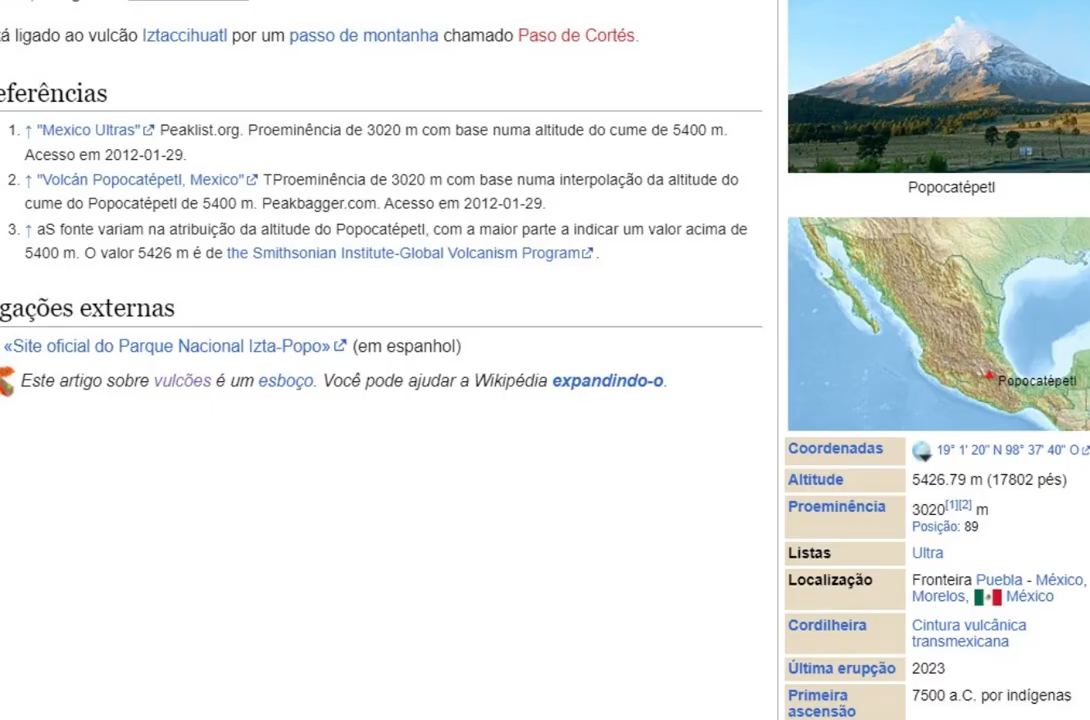 á ligado ao vulcão Iztaccihuatl por um passo de montanha chamado Paso de Cortés.
eferências
1. ↑ "Mexico Ultras" Peaklist.org. Proeminência de 3020 m com base numa altitude do cume de 5400 m.
Acesso em 2012-01-29.
2. ↑ "Volcán Popocatépetl, Mexico" TProeminência de 3020 m com base numa interpolação da altitude do
cume do Popocatépetl de 5400 m. Peakbagger.com. Acesso em 2012-01-29.
3. ↑ aS fonte variam na atribuição da altitude do Popocatépetl, com a maior parte a indicar um valor acima de
5400 m. O valor 5426 m é de the Smithsonian Institute-Global Volcanism Program.
gações externas
«Site oficial do Parque Nacional Izta-Popo» (em espanhol)
Este artigo sobre vulcões é um esboço. Você pode ajudar a Wikipédia expandindo-o.
Popocatépetl
Popocatépetl
Coordenadas 19° 1' 20" N 98° 37' 40" O
Altitude 5426.79 m (17802 pés)
Proeminência 3020[1][2] m
Posição: 89
Listas Ultra
Localização Fronteira Puebla - México,
Morelos, México
Cordilheira Cintura vulcânica
transmexicana
Última erupção 2023
Primeira 7500 a.C. por indígenas
ascensão